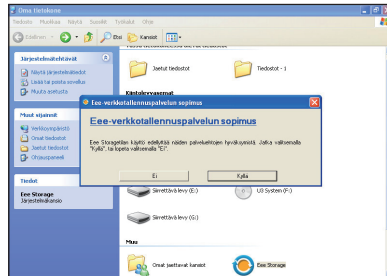 Oma tietokone
Tiedosto Muokkaa Näytä Suosikit Työkalut Ohje
Edellinen Etsi Kansiot
Järjestelmätehtävät
Näytä järjestelmätiedot
Lisää tai poista sovellus
Muuta asetusta
Jaetut tiedostot
Tiedostot - 1
Kiintolevyasemat
Muut sijainnit
Verkkoympäristö
Omat tiedostot
Jaetut tiedostot
Ohjauspaneeli
Eee-verkkotallennuspalvelun sopimus
Eee-verkkotallennuspalvelun sopimus
Eee Storagetilan käyttö edellyttää näiden palveluehtojen hyväksymistä. Jatka valitsemalla
"Kyllä", tai lopeta valitsemalla "Ei".
Ei
Kyllä
Tiedot
Eee Storage
Järjestelmäkansio
Siirrettävä levy (E:)
U3 System (F:)
Siirrettävä levy (G:)
Muu
Omat jaettavat kansiot
Eee Storage